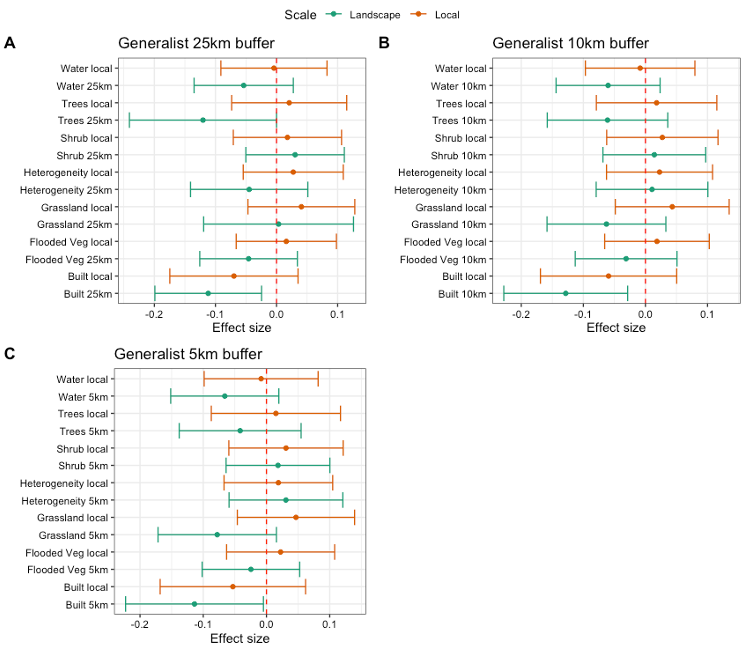 Scale Landscape Local
A
Generalist 25km buffer
Water local
Water 25km
Trees local
Trees 25km
Shrub local
Shrub 25km
Heterogeneity local
Heterogeneity 25km
Grassland local
Grassland 25km
Flooded Veg local
Flooded Veg 25km
Built local
Built 25km
-0.2 -0.1 0.0 0.1
Effect size
B
Generalist 10km buffer
Water local
Water 10km
Trees local
Trees 10km
Shrub local
Shrub 10km
Heterogeneity local
Heterogeneity 10km
Grassland local
Grassland 10km
Flooded Veg local
Flooded Veg 10km
Built local
Built 10km
-0.2 -0.1 0.0 0.1
Effect size
C
Generalist 5km buffer
Water local
Water 5km
Trees local
Trees 5km
Shrub local
Shrub 5km
Heterogeneity local
Heterogeneity 5km
Grassland local
Grassland 5km
Flooded Veg local
Flooded Veg 5km
Built local
Built 5km
-0.2 -0.1 0.0 0.1
Effect size